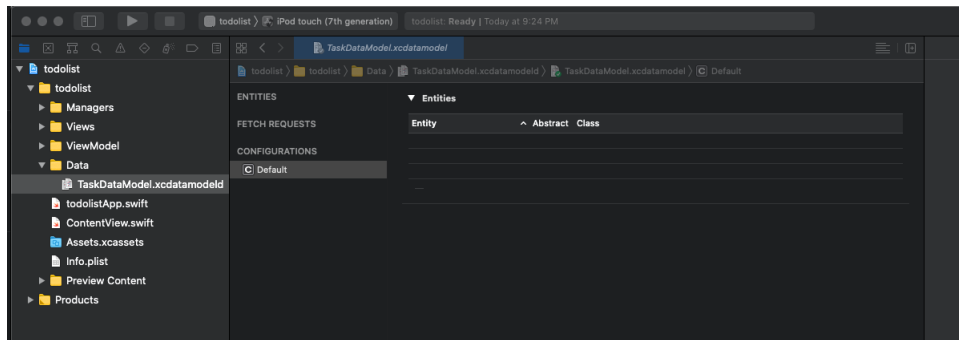 todolist 〉 iPod touch (7th generation) todolist: Ready | Today at 9:24 PM
TaskDataModel.xcdatamodel
todolist 〉 todolist 〉 Data 〉 TaskDataModel.xcdatamodeld 〉 TaskDataModel.xcdatamodel 〉 C Default
todolist
todolist
Managers
Views
ViewModel
Data
TaskDataModel.xcdatamodeld
todolistApp.swift
ContentView.swift
Assets.xcassets
Info.plist
Preview Content
Products
ENTITIES
FETCH REQUESTS
CONFIGURATIONS
C Default
Entities
Entity Abstract Class